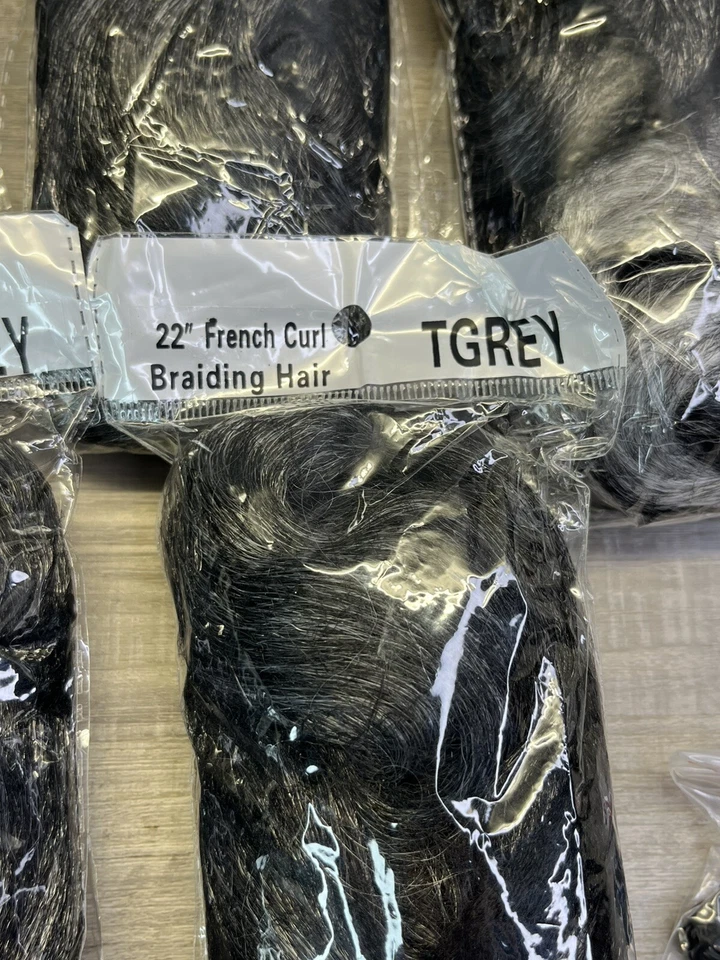 22" French Curl
Braiding Hair
TGREY
Y